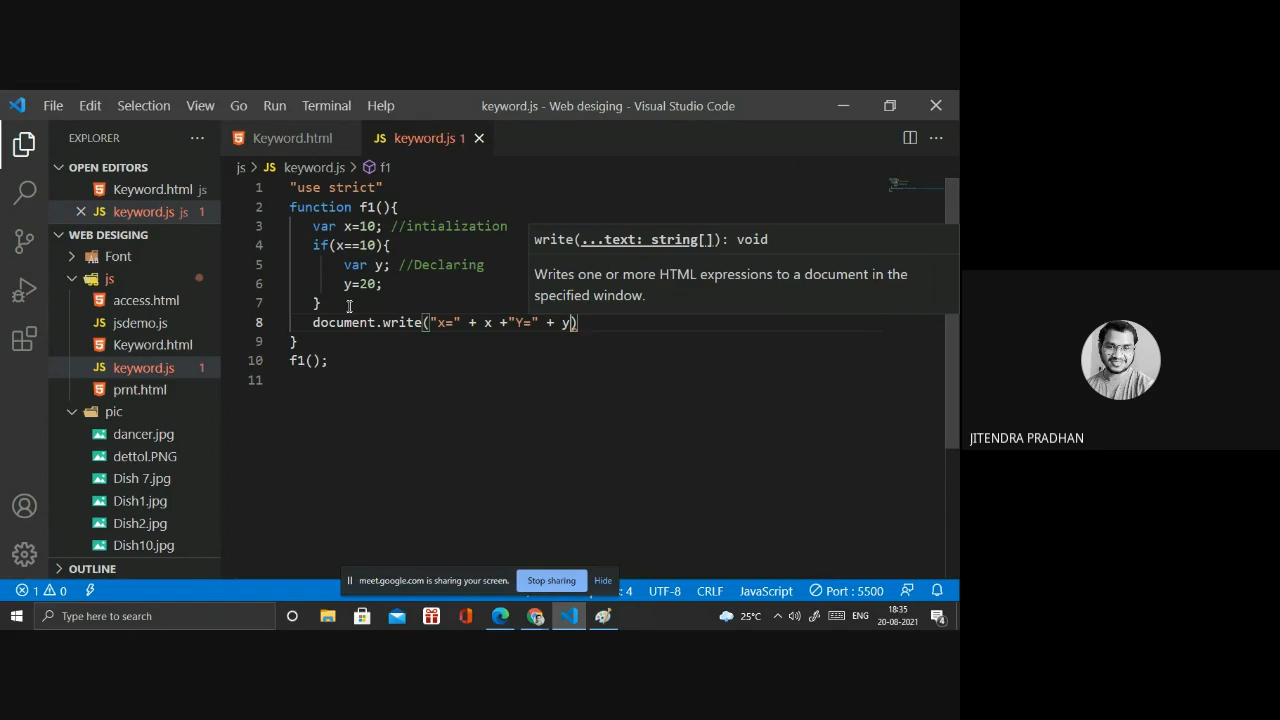 File Edit Selection View Go Run Terminal Help keyword.js - Web desiging - Visual Studio Code
EXPLORER
Keyword.html
keyword.js 1
OPEN EDITORS
Keyword.html js
keyword.js js 1
WEB DESIGING
Font
js
access.html
jsdemo.js
Keyword.html
keyword.js 1
prnt.html
pic
dancer.jpg
dettol.PNG
Dish 7.jpg
Dish1.jpg
Dish2.jpg
Dish10.jpg
OUTLINE
js > keyword.js > f1
1 "use strict"
2 function f1(){
3 var x=10; //intialization
4 if(x==10){
5 var y; //Declaring
6 y=20;
7 }
8 document.write("x=" + x +"Y=" + y)
9 }
10 f1();
11
write(...text: string[]): void
Writes one or more HTML expressions to a document in the
specified window.
JITENDRA PRADHAN
meet.google.com is sharing your screen. Stop sharing Hide
1 0 : 4 UTF-8 CRLF JavaScript Port : 5500
Type here to search
25°C ENG
18:35
20-08-2021
4